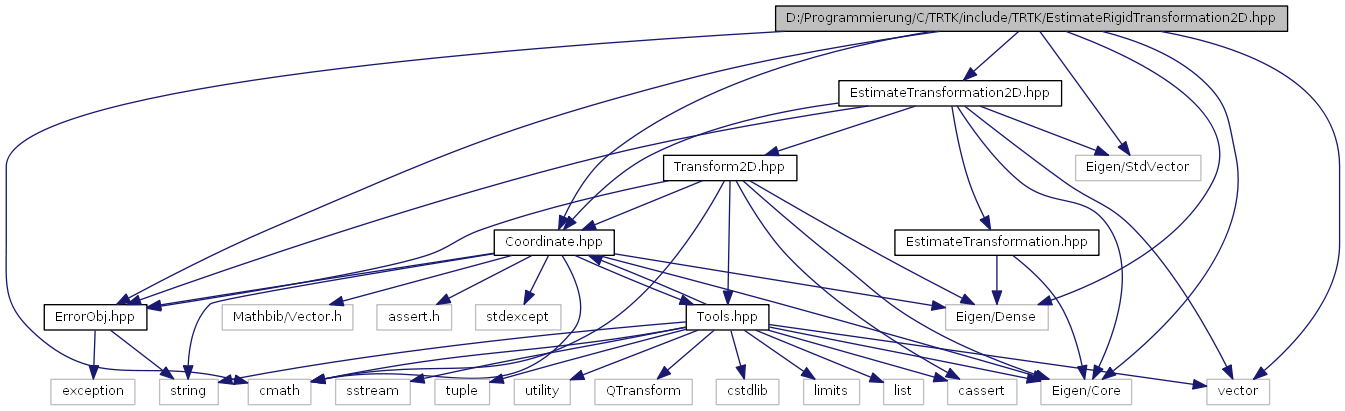 D:/Programmierung/C/TRTK/include/TRTK/EstimateRigidTransformation2D.hpp
EstimateTransformation2D.hpp
Transform2D.hpp
Eigen/StdVector
Coordinate.hpp
EstimateTransformation.hpp
ErrorObj.hpp
Mathbib/Vector.h
assert.h
stdexcept
Tools.hpp
Eigen/Dense
exception
string
cmath
sstream
tuple
utility
QTransform
cstdlib
limits
list
cassert
Eigen/Core
vector